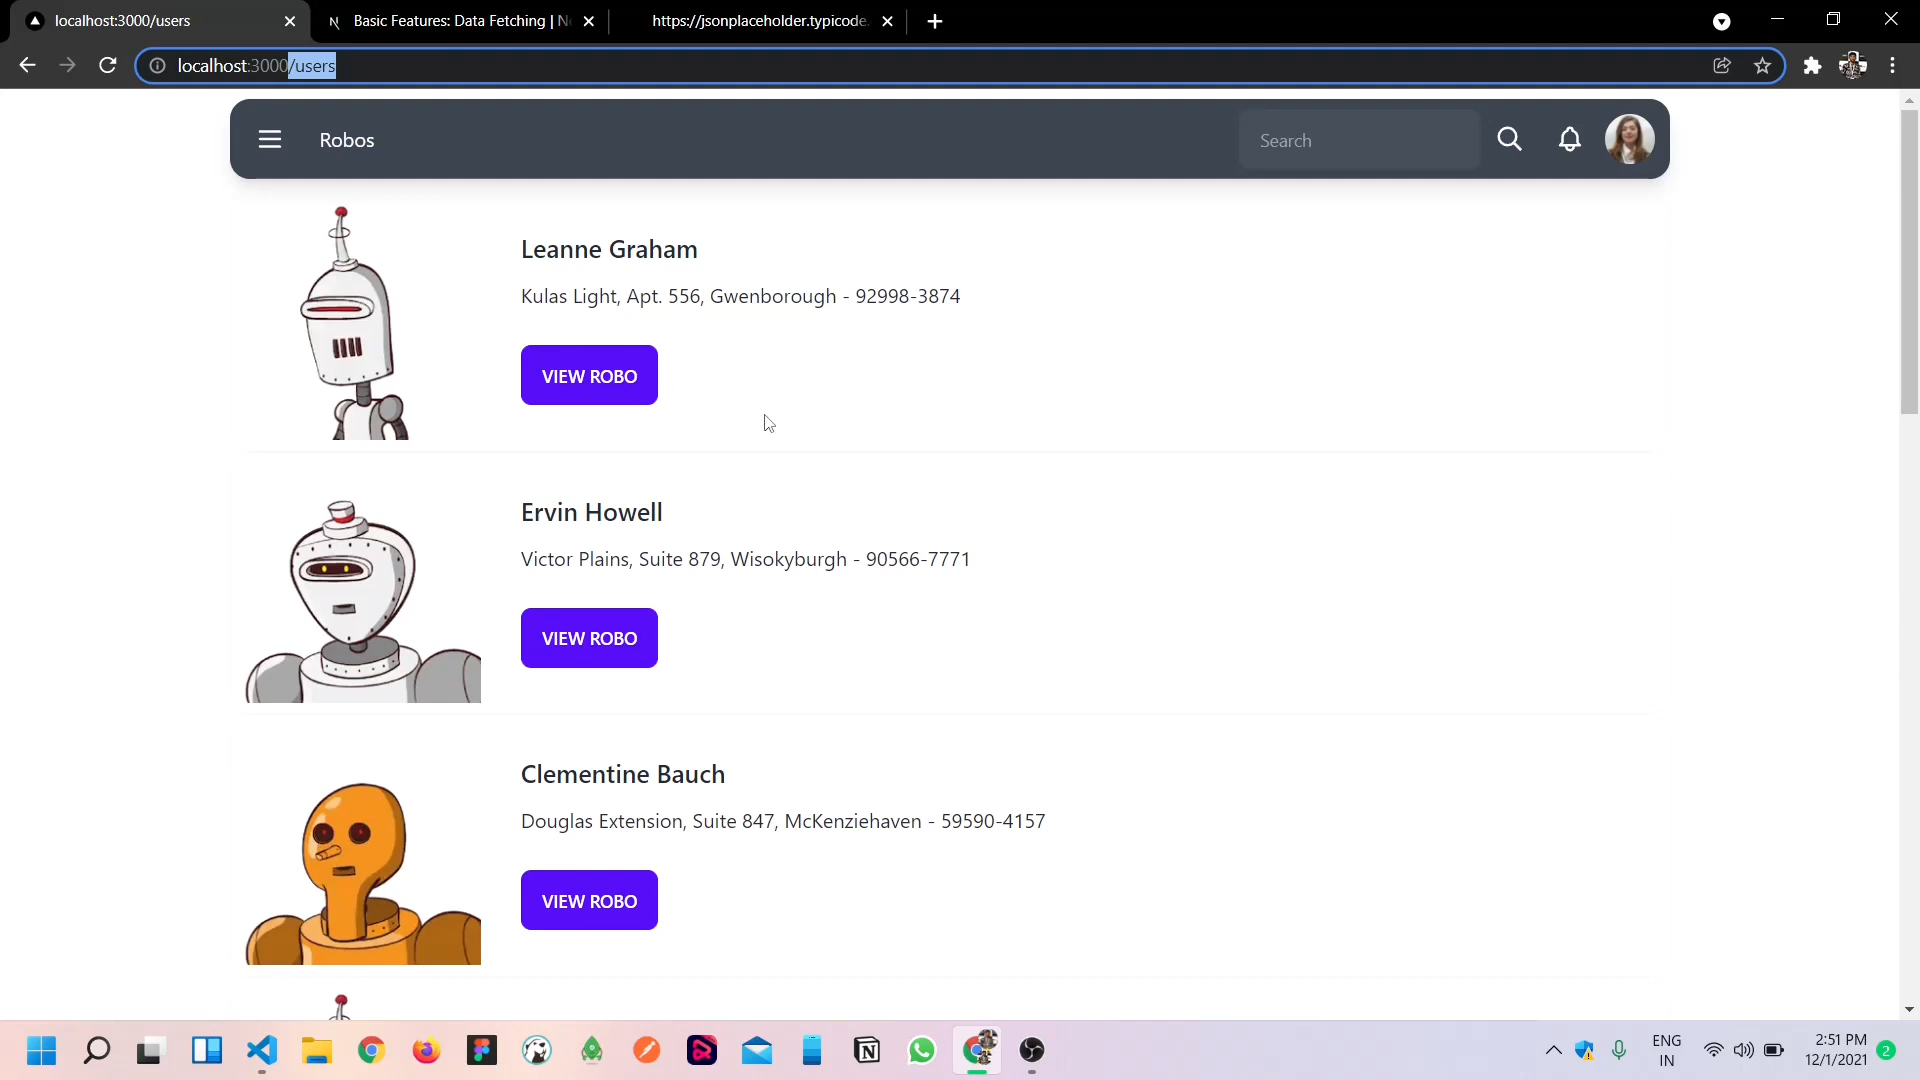 localhost:3000/users
Basic Features: Data Fetching | N
https://jsonplaceholder.typicode.
localhost:3000/users
Robos
Search
Leanne Graham
Kulas Light, Apt. 556, Gwenborough - 92998-3874
VIEW ROBO
Ervin Howell
Victor Plains, Suite 879, Wisokyburgh - 90566-7771
VIEW ROBO
Clementine Bauch
Douglas Extension, Suite 847, McKenziehaven - 59590-4157
VIEW ROBO
ENG
IN
2:51 PM
12/1/2021
2